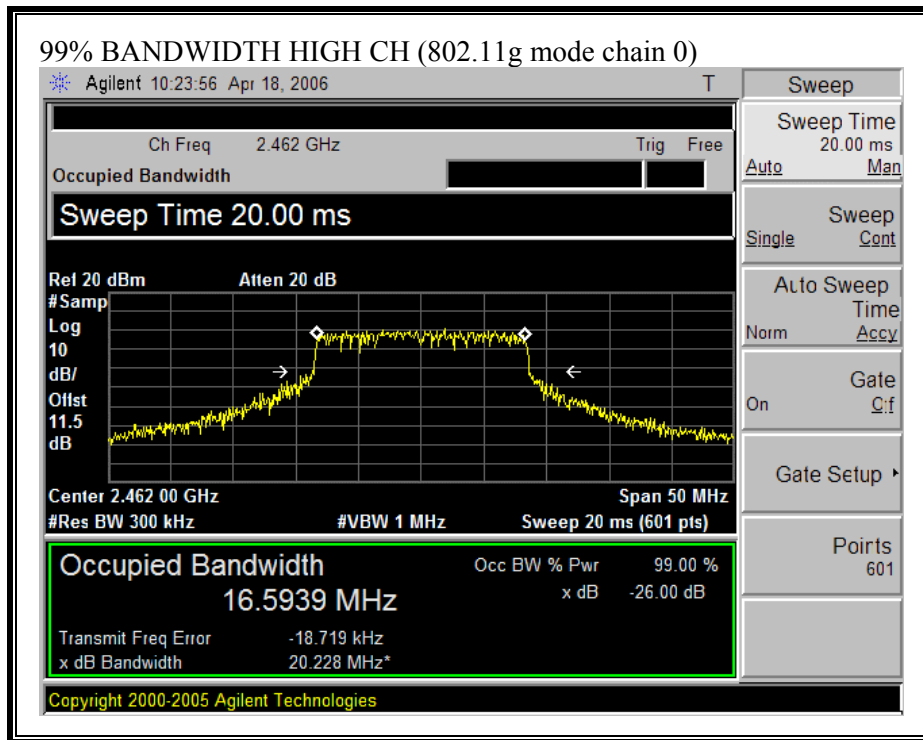 99% BANDWIDTH HIGH CH (802.11g mode chain 0)
Agilent 10:23:56 Apr 18, 2006 T
Ch Freq 2.462 GHz Trig Free
Occupied Bandwidth
Sweep Time 20.00 ms
Ref 20 dBm Atten 20 dB
#Samp
Log
10
dB/
Offst
11.5
dB
Center 2.462 00 GHz Span 50 MHz
#Res BW 300 kHz #VBW 1 MHz Sweep 20 ms (601 pts)
Occupied Bandwidth
16.5939 MHz
Occ BW % Pwr 99.00 %
x dB -26.00 dB
Transmit Freq Error -18.719 kHz
x dB Bandwidth 20.228 MHz*
Copyright 2000-2005 Agilent Technologies
Sweep
Sweep Time
20.00 ms
Auto Man
Sweep
Single Cont
Auto Sweep
Time
Norm Accy
Gate
On Off
Gate Setup
Points
601